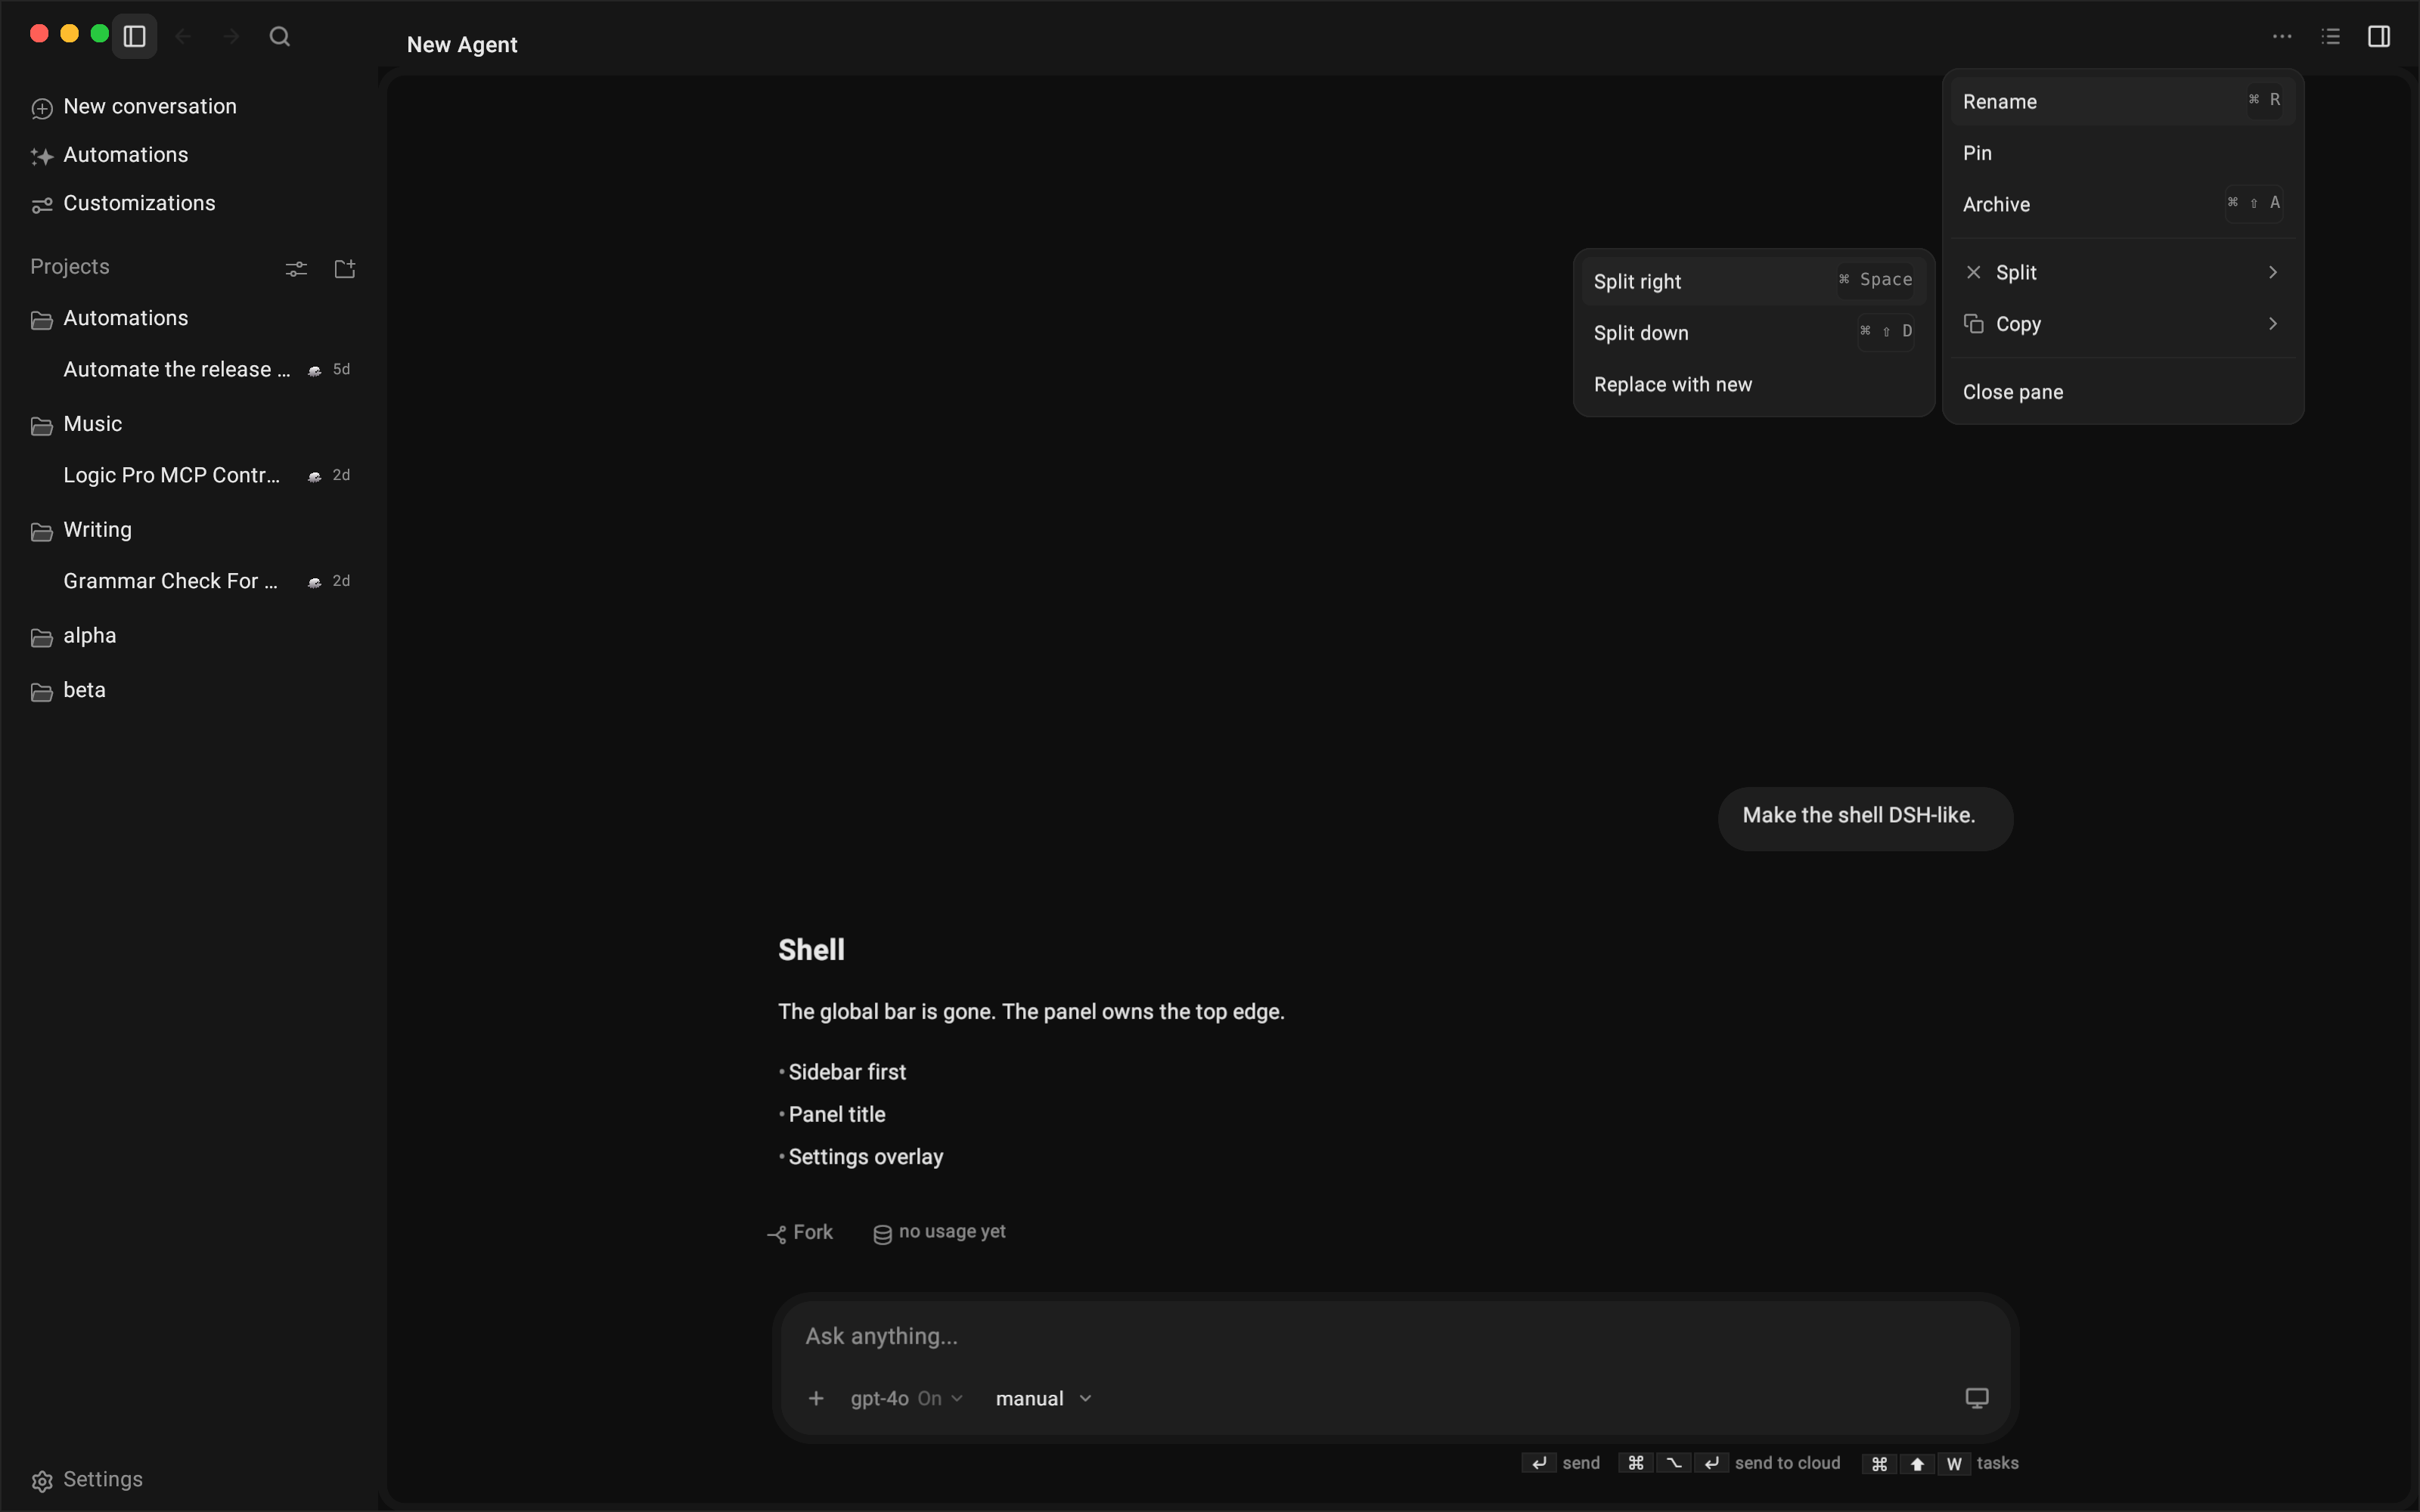 New Agent
New conversation
Automations
Customizations
Projects
Automations
Automate the release ... 5d
Music
Logic Pro MCP Contr... 2d
Writing
Grammar Check For ... 2d
alpha
beta
Settings
Rename ⌘ R
Pin
Archive ⌘ ⇧ A
Split
Copy
Close pane
Split right ⌘ Space
Split down ⌘ ⇧ D
Replace with new
Make the shell DSH-like.
Shell
The global bar is gone. The panel owns the top edge.
• Sidebar first
• Panel title
• Settings overlay
Fork no usage yet
Ask anything...
gpt-4o On manual
↵ send ⌘ ⌥ ↵ send to cloud ⌘ ⬆ W tasks